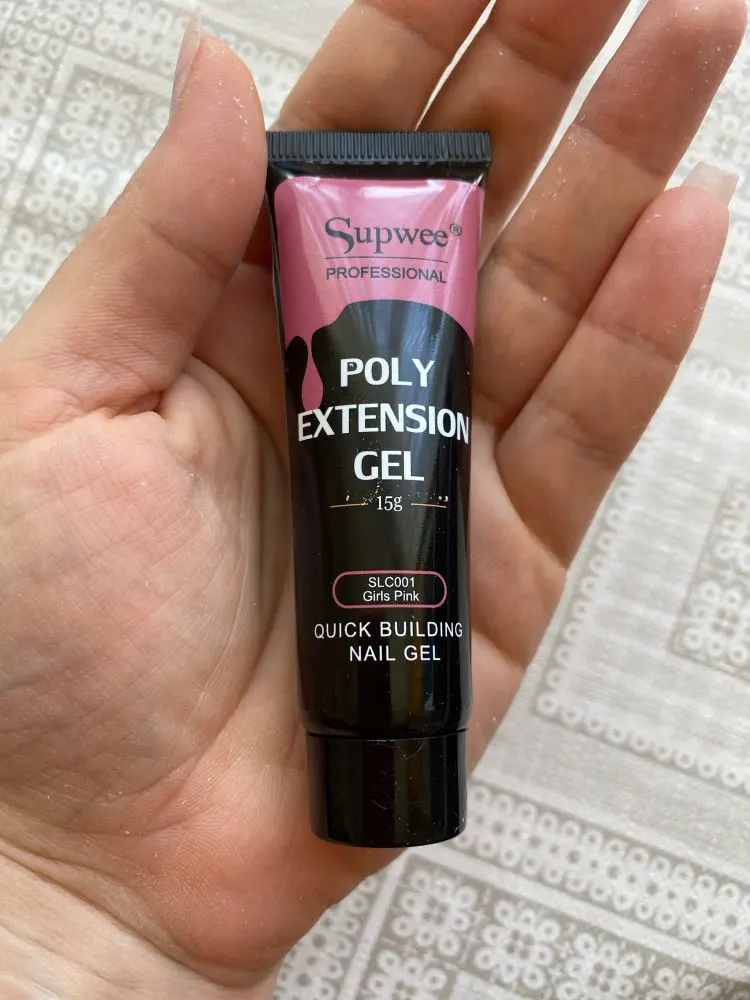 Supwee®
PROFESSIONAL
POLY
EXTENSION
GEL
15g
SLC001
Girls Pink
QUICK BUILDING
NAIL GEL